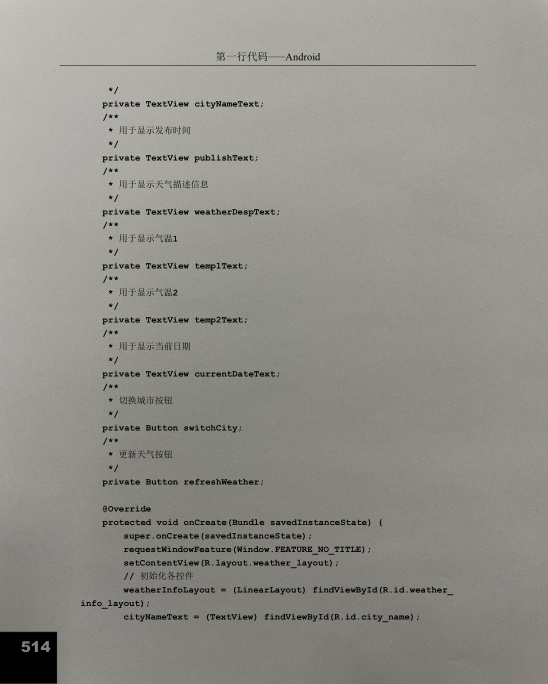 第一行代码——Android
*/
private TextView cityNameText;
/**
* 用于显示发布时间
*/
private TextView publishText;
/**
* 用于显示天气描述信息
*/
private TextView weatherDespText;
/**
* 用于显示气温1
*/
private TextView temp1Text;
/**
* 用于显示气温2
*/
private TextView temp2Text;
/**
* 用于显示当前日期
*/
private TextView currentDateText;
/**
* 切换城市按钮
*/
private Button switchCity;
/**
* 更新天气按钮
*/
private Button refreshWeather;
@Override
protected void onCreate(Bundle savedInstanceState) {
super.onCreate(savedInstanceState);
requestWindowFeature(Window.FEATURE_NO_TITLE);
setContentView(R.layout.weather_layout);
// 初始化各控件
weatherInfoLayout = (LinearLayout) findViewById(R.id.weather_
info_layout);
cityNameText = (TextView) findViewById(R.id.city_name);
514